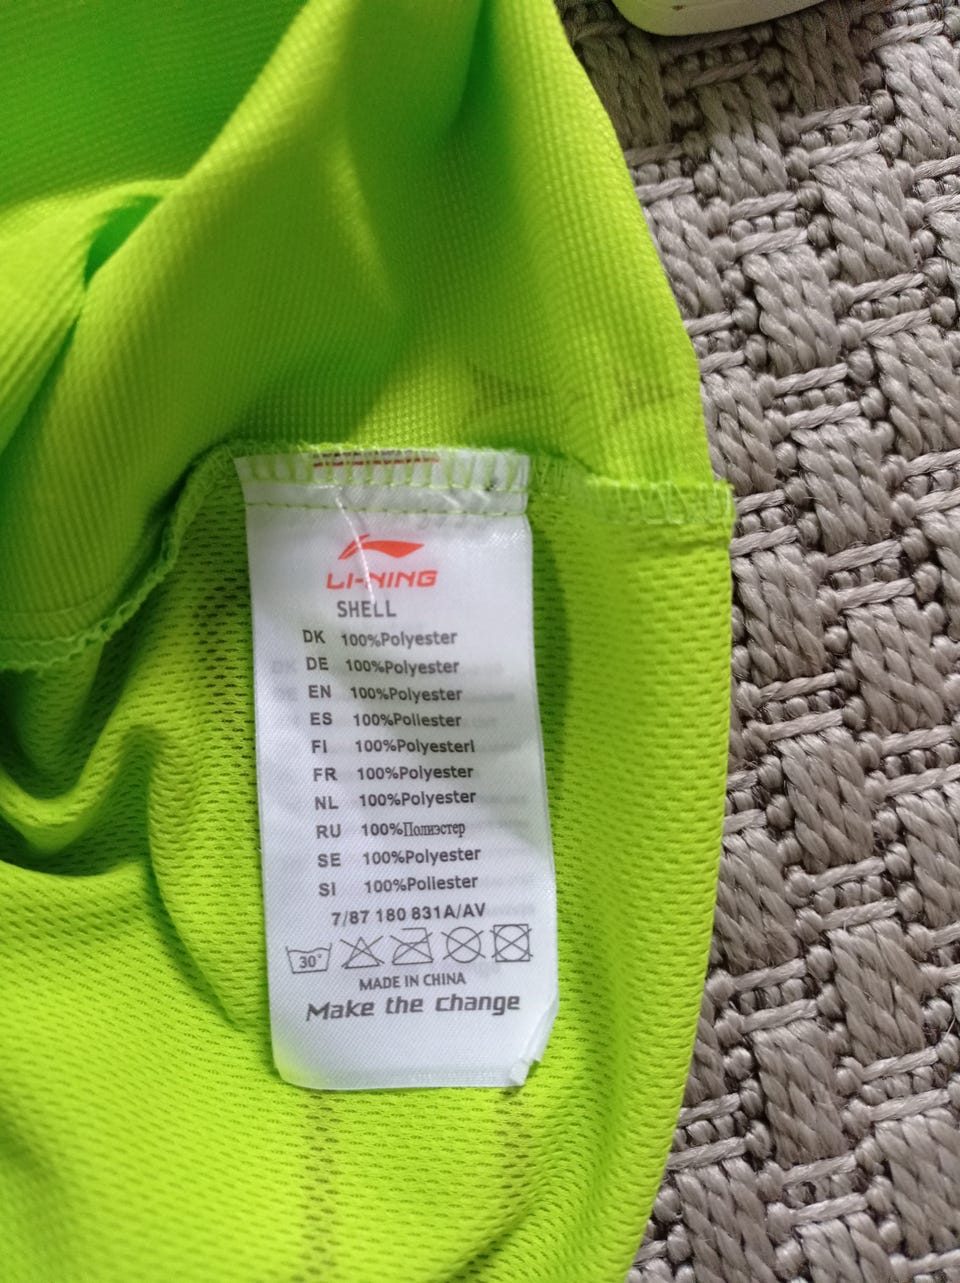 LI-NING
SHELL
DK 100%Polyester
DE 100%Polyester
EN 100%Polyester
ES 100%Poliester
FI 100%Polyesterl
FR 100%Polyester
NL 100%Polyester
RU 100%Полиэстер
SE 100%Polyester
SI 100%Poliester
7/87 180 831A/AV
30°
MADE IN CHINA
Make the change